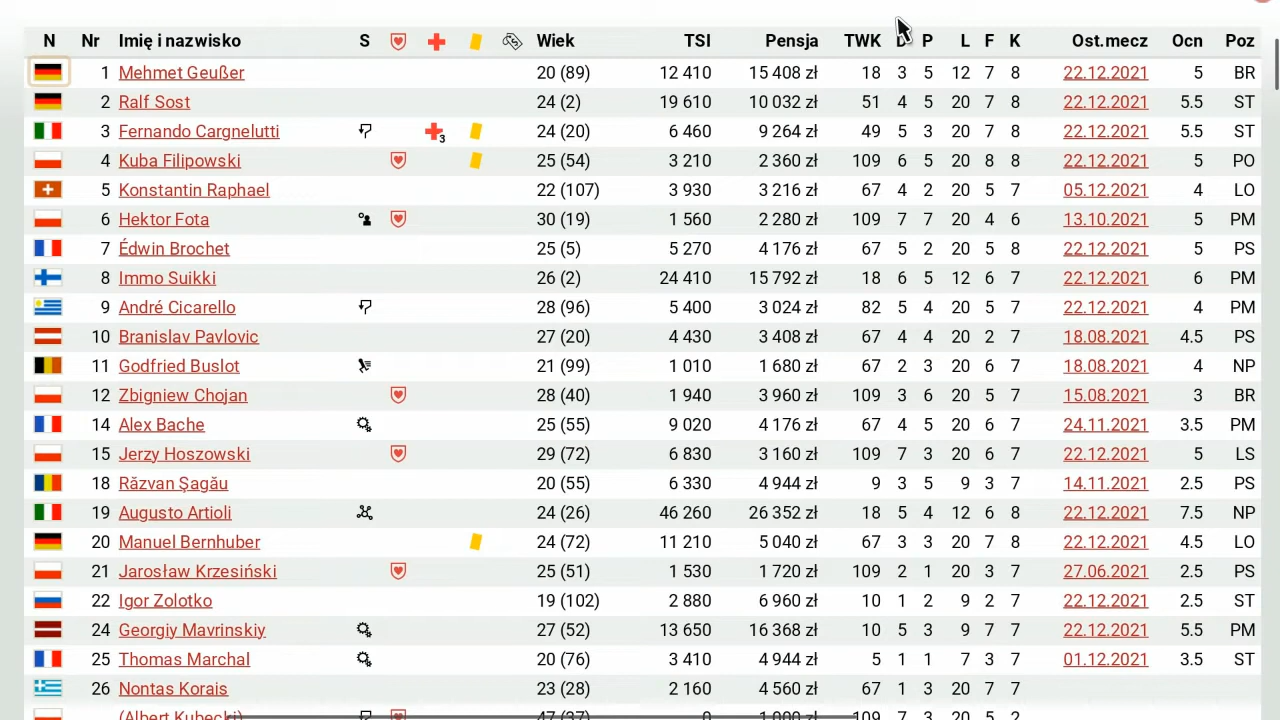 N Nr Imię i nazwisko S Wiek TSI Pensja TWK D P L F K Ost.mecz Ocn Poz
1 Mehmet Geußer 20 (89) 12 410 15 408 zł 18 3 5 12 7 8 22.12.2021 5 BR
2 Ralf Sost 24 (2) 19 610 10 032 zł 51 4 5 20 7 8 22.12.2021 5.5 ST
3 Fernando Cargnelutti 3 24 (20) 6 460 9 264 zł 49 5 3 20 7 8 22.12.2021 5.5 ST
4 Kuba Filipowski 25 (54) 3 210 2 360 zł 109 6 5 20 8 8 22.12.2021 5 PO
5 Konstantin Raphael 22 (107) 3 930 3 216 zł 67 4 2 20 5 7 05.12.2021 4 LO
6 Hektor Fota 30 (19) 1 560 2 280 zł 109 7 7 20 4 6 13.10.2021 5 PM
7 Édwin Brochet 25 (5) 5 270 4 176 zł 67 5 2 20 5 8 22.12.2021 5 PS
8 Immo Suikki 26 (2) 24 410 15 792 zł 18 6 5 12 6 7 22.12.2021 6 PM
9 André Cicarello 28 (96) 5 400 3 024 zł 82 5 4 20 5 7 22.12.2021 4 PM
10 Branislav Pavlovic 27 (20) 4 430 3 408 zł 67 4 4 20 2 7 18.08.2021 4.5 PS
11 Godfried Buslot 21 (99) 1 010 1 680 zł 67 2 3 20 6 7 18.08.2021 4 NP
12 Zbigniew Chojan 28 (40) 1 940 3 960 zł 109 3 6 20 5 7 15.08.2021 3 BR
14 Alex Bache 25 (55) 9 020 4 176 zł 67 4 5 20 6 7 24.11.2021 3.5 PM
15 Jerzy Hoszowski 29 (72) 6 830 3 160 zł 109 7 3 20 6 7 22.12.2021 5 LS
18 Răzvan Şagău 20 (55) 6 330 4 944 zł 9 3 5 9 3 7 14.11.2021 2.5 PS
19 Augusto Artioli 24 (26) 46 260 26 352 zł 18 5 4 12 6 8 22.12.2021 7.5 NP
20 Manuel Bernhuber 24 (72) 11 210 5 040 zł 67 3 3 20 7 8 22.12.2021 4.5 LO
21 Jarosław Krzesiński 25 (51) 1 530 1 720 zł 109 2 1 20 3 7 27.06.2021 2.5 PS
22 Igor Zolotko 19 (102) 2 880 6 960 zł 10 1 2 9 2 7 22.12.2021 2.5 ST
24 Georgiy Mavrinskiy 27 (52) 13 650 16 368 zł 10 5 3 9 7 7 22.12.2021 5.5 PM
25 Thomas Marchal 20 (76) 3 410 4 944 zł 5 1 1 7 3 7 01.12.2021 3.5 ST
26 Nontas Korais 23 (28) 2 160 4 560 zł 67 1 3 20 7 7
(Albert Kubecki) 47 (37) 0 1 000 zł 109 7 3 20 5 2